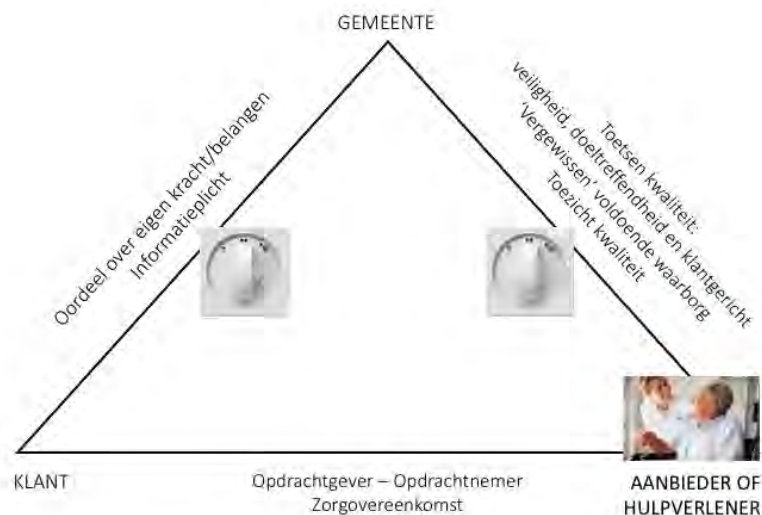 GEMEENTE
Oordeel over eigen kracht/belangen
Informatieplicht
Toetsen kwaliteit:
veiligheid, doeltreffendheid en klantgericht
'Vergewissen' voldoende waarborg
Toezicht kwaliteit
KLANT
Opdrachtgever – Opdrachtnemer
Zorgovereenkomst
AANBIEDER OF
HULPVERLENER